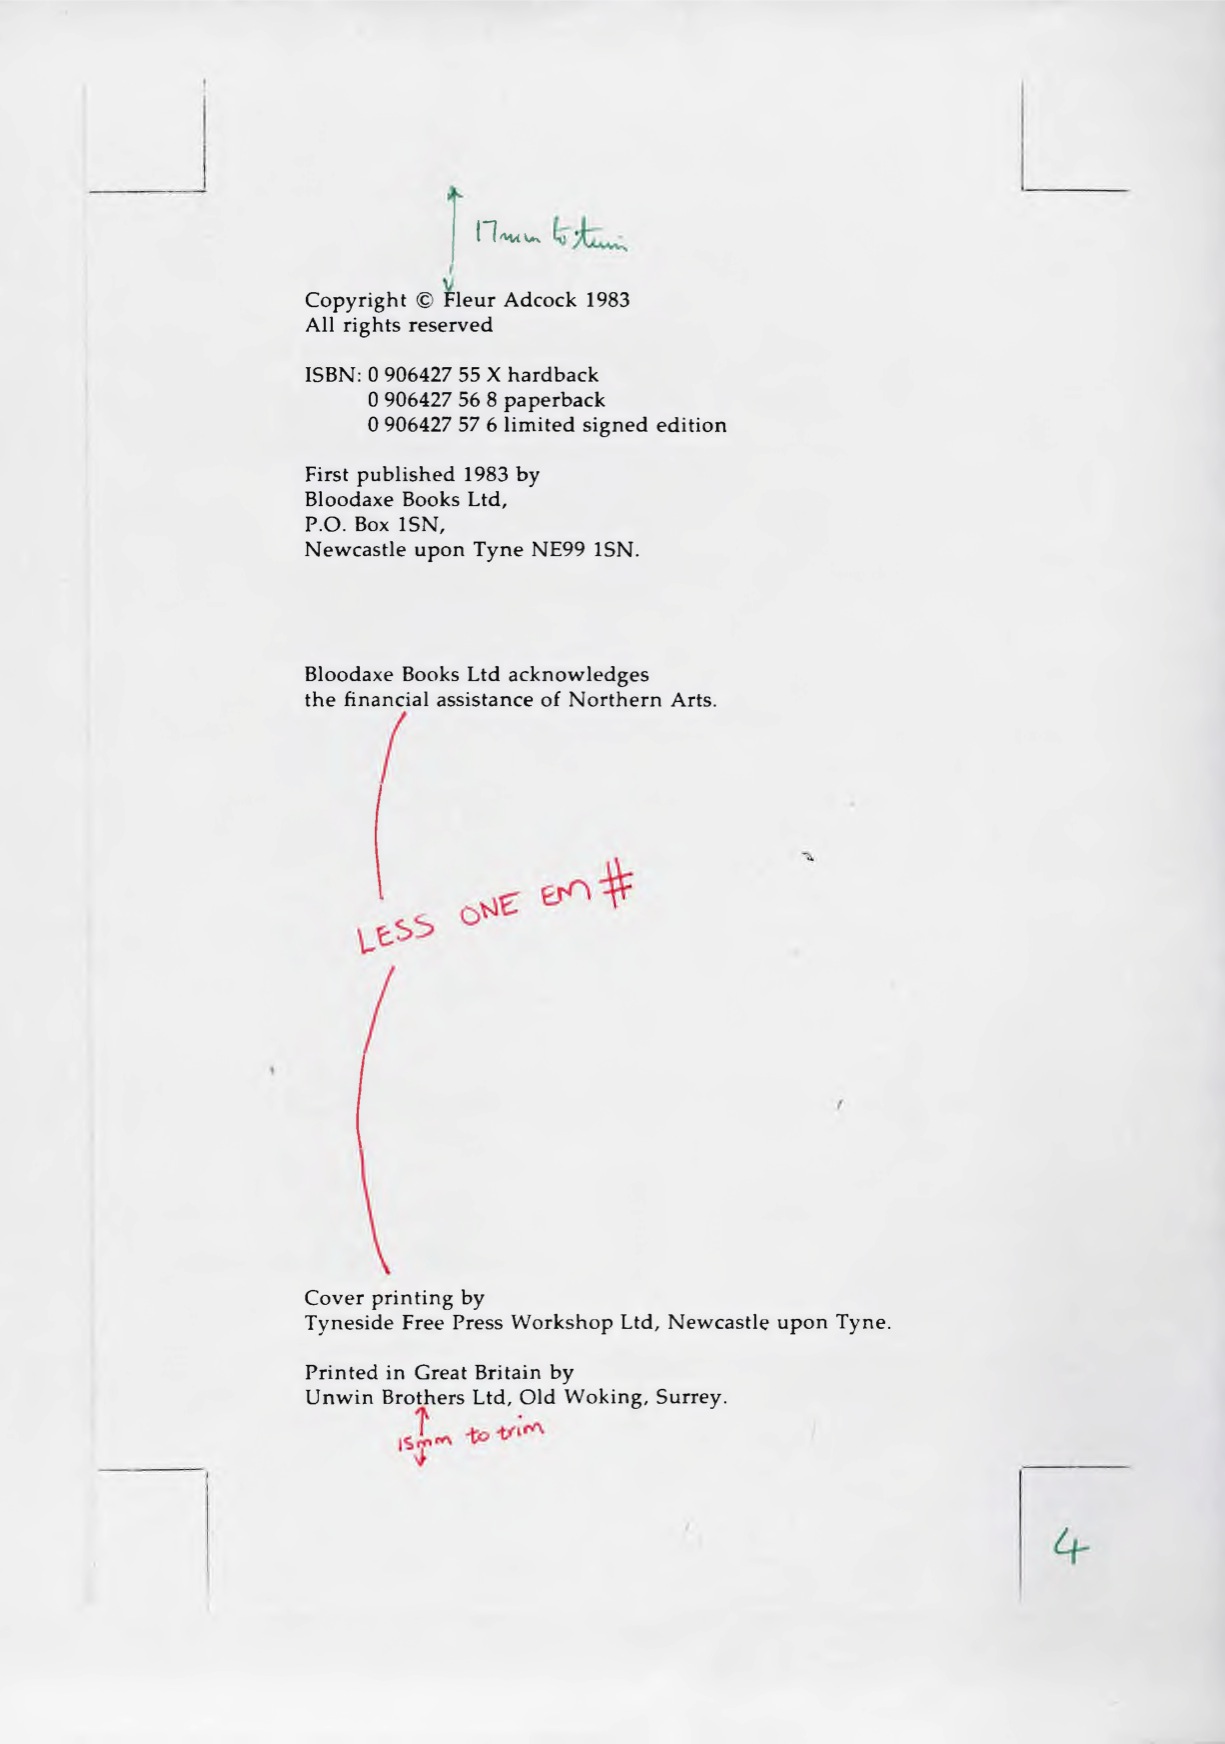 17mm to trim
Copyright © Fleur Adcock 1983
All rights reserved
ISBN: 0 906427 55 X hardback
0 906427 56 8 paperback
0 906427 57 6 limited signed edition
First published 1983 by
Bloodaxe Books Ltd,
P.O. Box 1SN,
Newcastle upon Tyne NE99 1SN.
Bloodaxe Books Ltd acknowledges
the financial assistance of Northern Arts.
LESS ONE EM #
Cover printing by
Tyneside Free Press Workshop Ltd, Newcastle upon Tyne.
Printed in Great Britain by
Unwin Brothers Ltd, Old Woking, Surrey.
15mm to trim
4